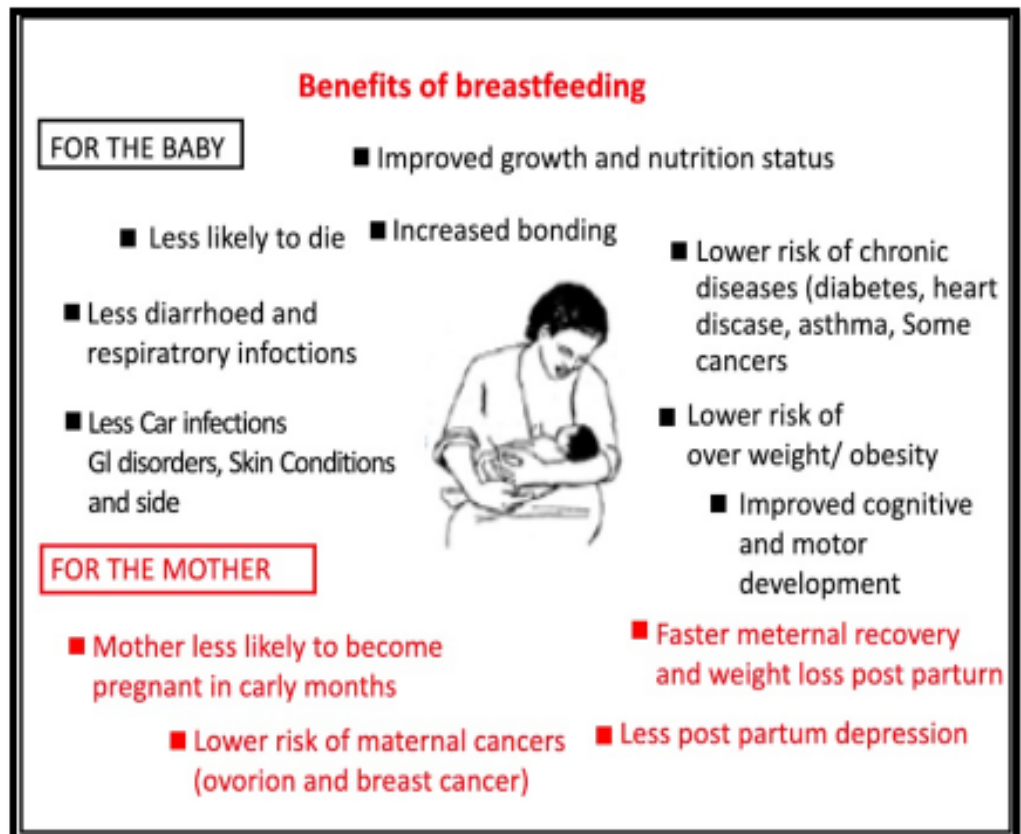 Benefits of breastfeeding
FOR THE BABY
■ Improved growth and nutrition status
■ Less likely to die
■ Increased bonding
■ Lower risk of chronic
diseases (diabetes, heart
discase, asthma, Some
cancers
■ Less diarrhoed and
respiratrory infoctions
■ Less Car infections
GI disorders, Skin Conditions
and side
■ Lower risk of
over weight/ obesity
■ Improved cognitive
and motor
development
FOR THE MOTHER
■ Mother less likely to become
pregnant in carly months
■ Faster meternal recovery
and weight loss post parturn
■ Lower risk of maternal cancers
(ovorion and breast cancer)
■ Less post partum depression